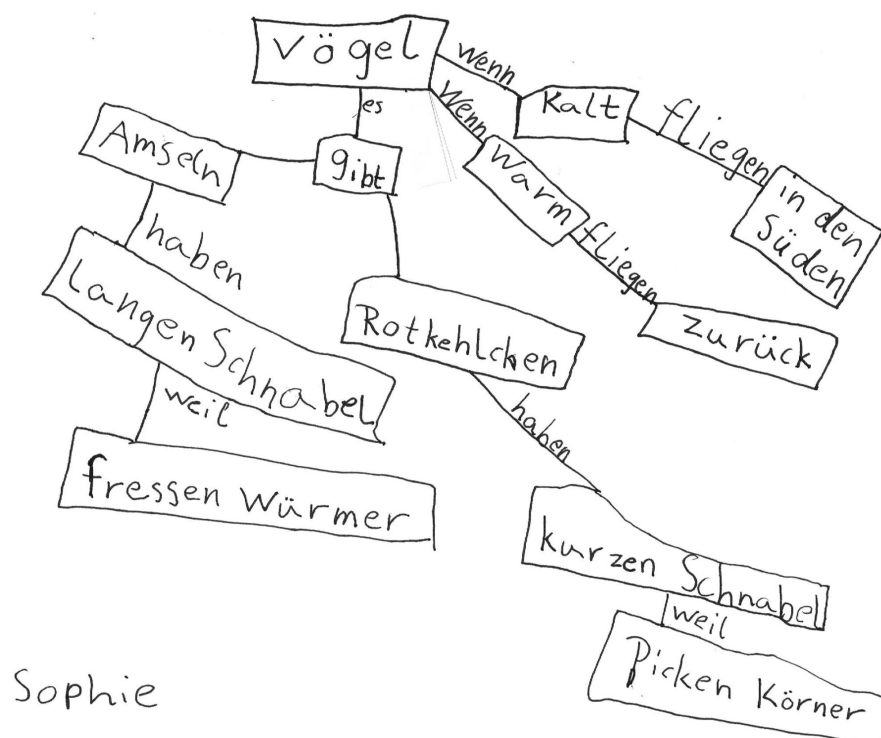 Vögel
wenn
Kalt
fliegen
in den
Süden
Wenn
Warm
fliegen
zurück
es
gibt
Amseln
haben
Langen Schnabel
weil
fressen Würmer
Rotkehlchen
haben
kurzen Schnabel
weil
Picken Körner
Sophie